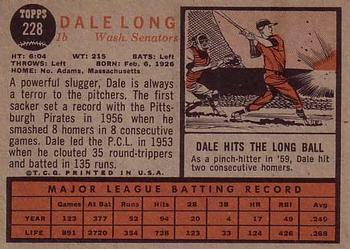 TOPPS
228
DALE LONG
1b Wash. Senators
HT: 6:04 WT: 215 BATS: Left
THROWS: Left BORN: Feb. 6, 1926
HOME: No. Adams, Massachusetts
A powerful slugger, Dale is always
a terror to the pitchers. The first
sacker set a record with the Pitts-
burgh Pirates in 1956 when he
smashed 8 homers in 8 consecutive
games. Dale led the P.C.L. in 1953
when he clouted 35 round-trippers
and batted in 135 runs.
©T.C.G. PRINTED IN U.S.A.
DALE HITS THE LONG BALL
As a pinch-hitter in '59, Dale hit
two consecutive homers.
MAJOR LEAGUE BATTING RECORD
Games At Bat Runs Hits 2B 3B HR RBI Avg.
YEAR 123 377 52 94 20 4 17 49 .249
LIFE 891 2720 354 728 124 33 .268